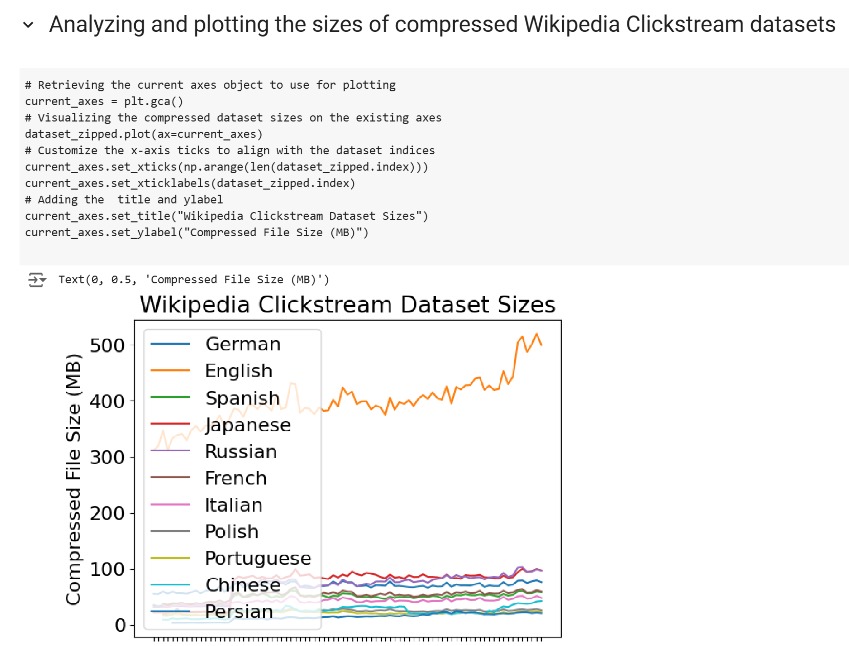 Analyzing and plotting the sizes of compressed Wikipedia Clickstream datasets
# Retrieving the current axes object to use for plotting
current_axes = plt.gca()
# Visualizing the compressed dataset sizes on the existing axes
dataset_zipped.plot(ax=current_axes)
# Customize the x-axis ticks to align with the dataset indices
current_axes.set_xticks(np.arange(len(dataset_zipped.index)))
current_axes.set_xticklabels(dataset_zipped.index)
# Adding the  title and ylabel
current_axes.set_title("Wikipedia Clickstream Dataset Sizes")
current_axes.set_ylabel("Compressed File Size (MB)")
Text(0, 0.5, 'Compressed File Size (MB)')
Wikipedia Clickstream Dataset Sizes
Compressed File Size (MB)
500
400
300
200
100
0
German
English
Spanish
Japanese
Russian
French
Italian
Polish
Portuguese
Chinese
Persian